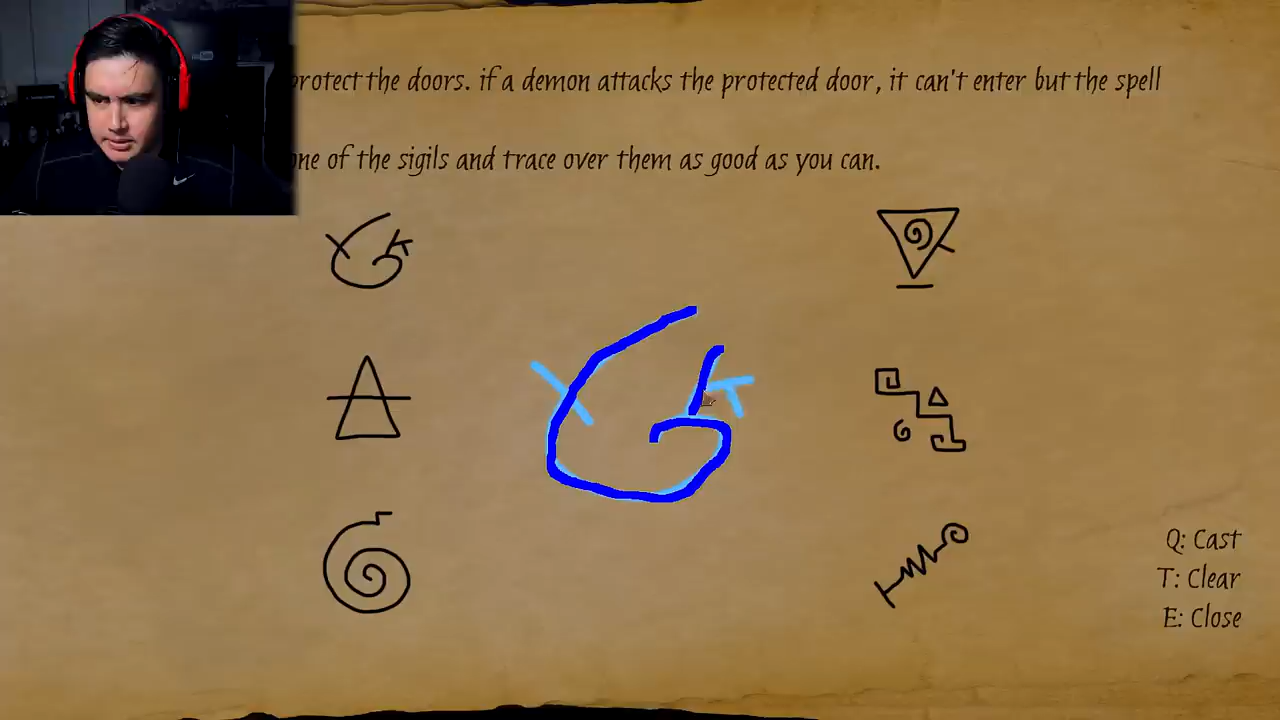 protect the doors. if a demon attacks the protected door, it can't enter but the spell
one of the sigils and trace over them as good as you can.
Q: Cast
T: Clear
E: Close